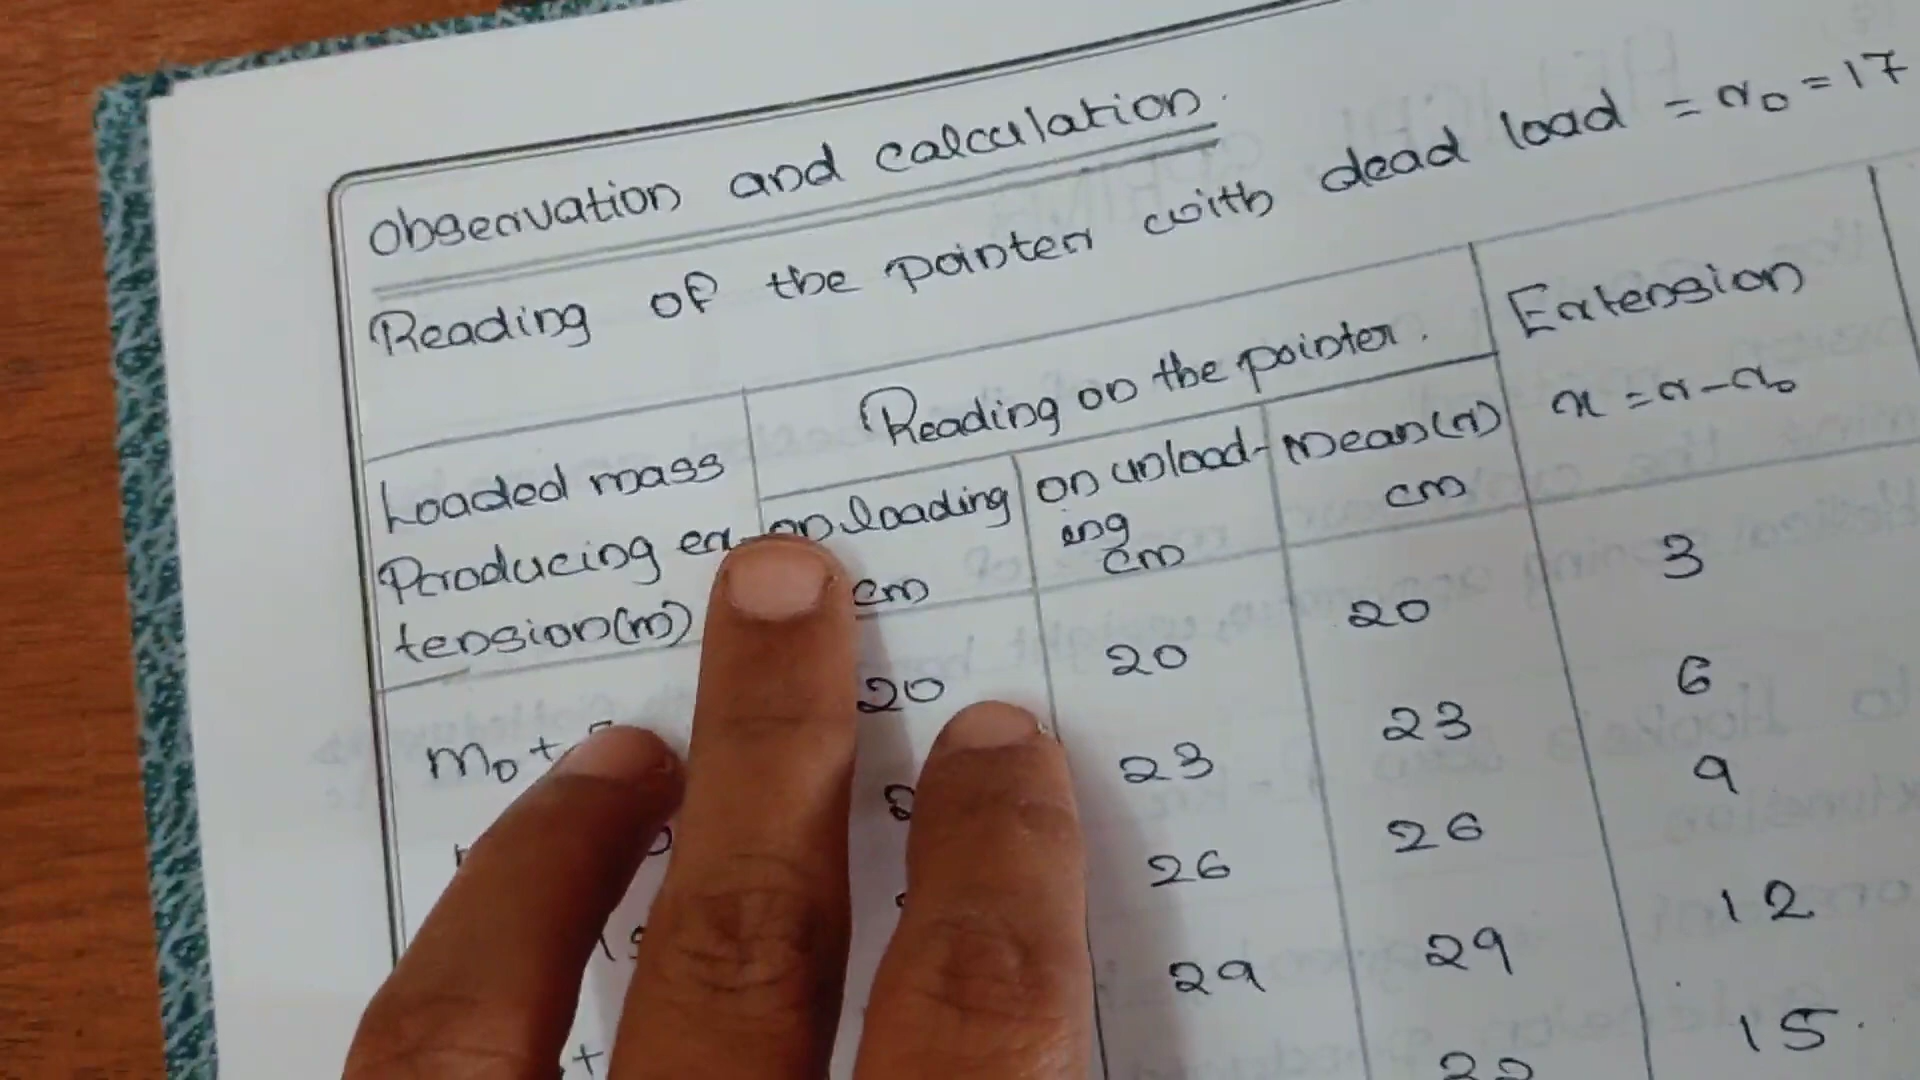 Observation and calculation.
Reading of the pointer with dead load = r₀ = 17
Loaded mass
Producing ex-
tension(m)
Reading on the pointer.
on loading
cm
on unload-
ing
cm
Mean(r)
cm
Extension
x = r - r₀
m₀ +
20
20
20
3
23
23
6
26
26
9
29
29
12
15
+